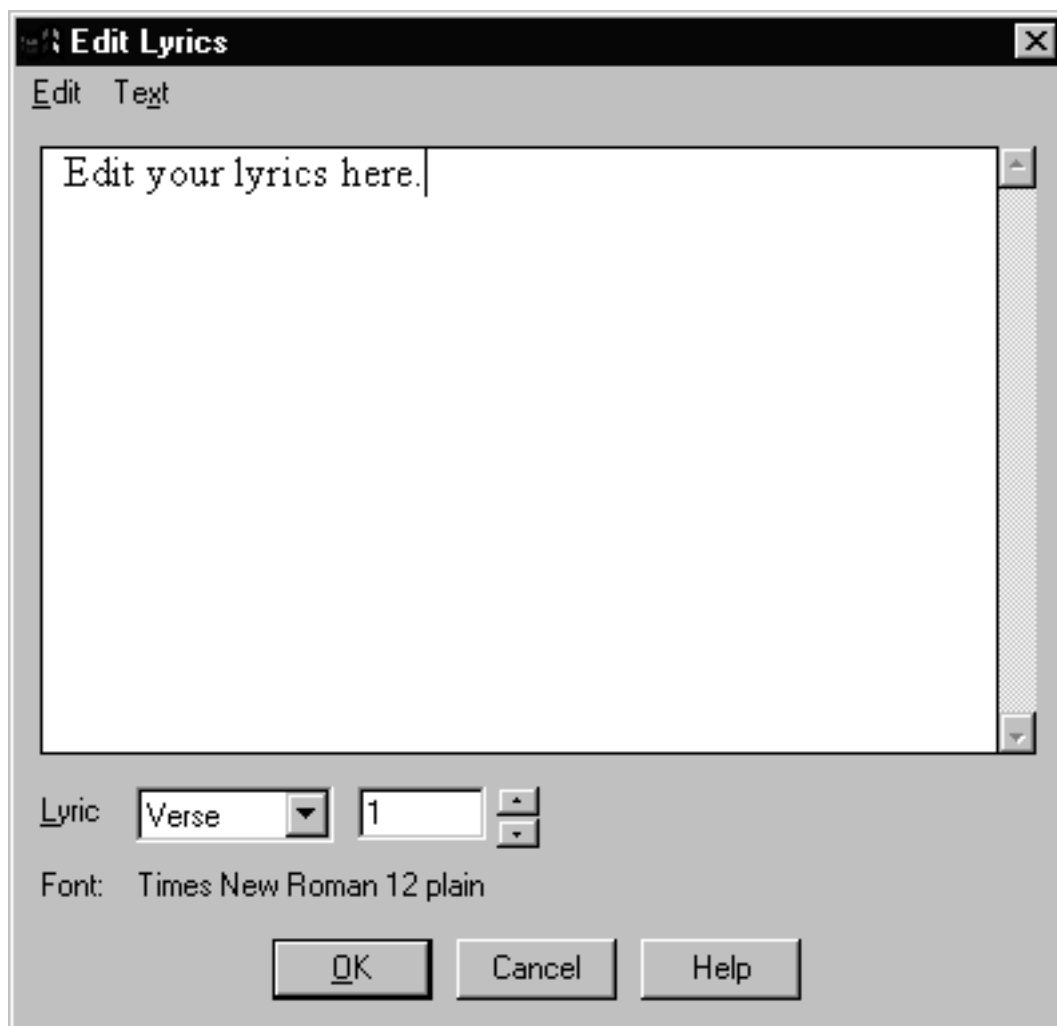 Edit Lyrics
Edit Text
Edit your lyrics here.
Lyric Verse 1
Font: Times New Roman 12 plain
OK Cancel Help